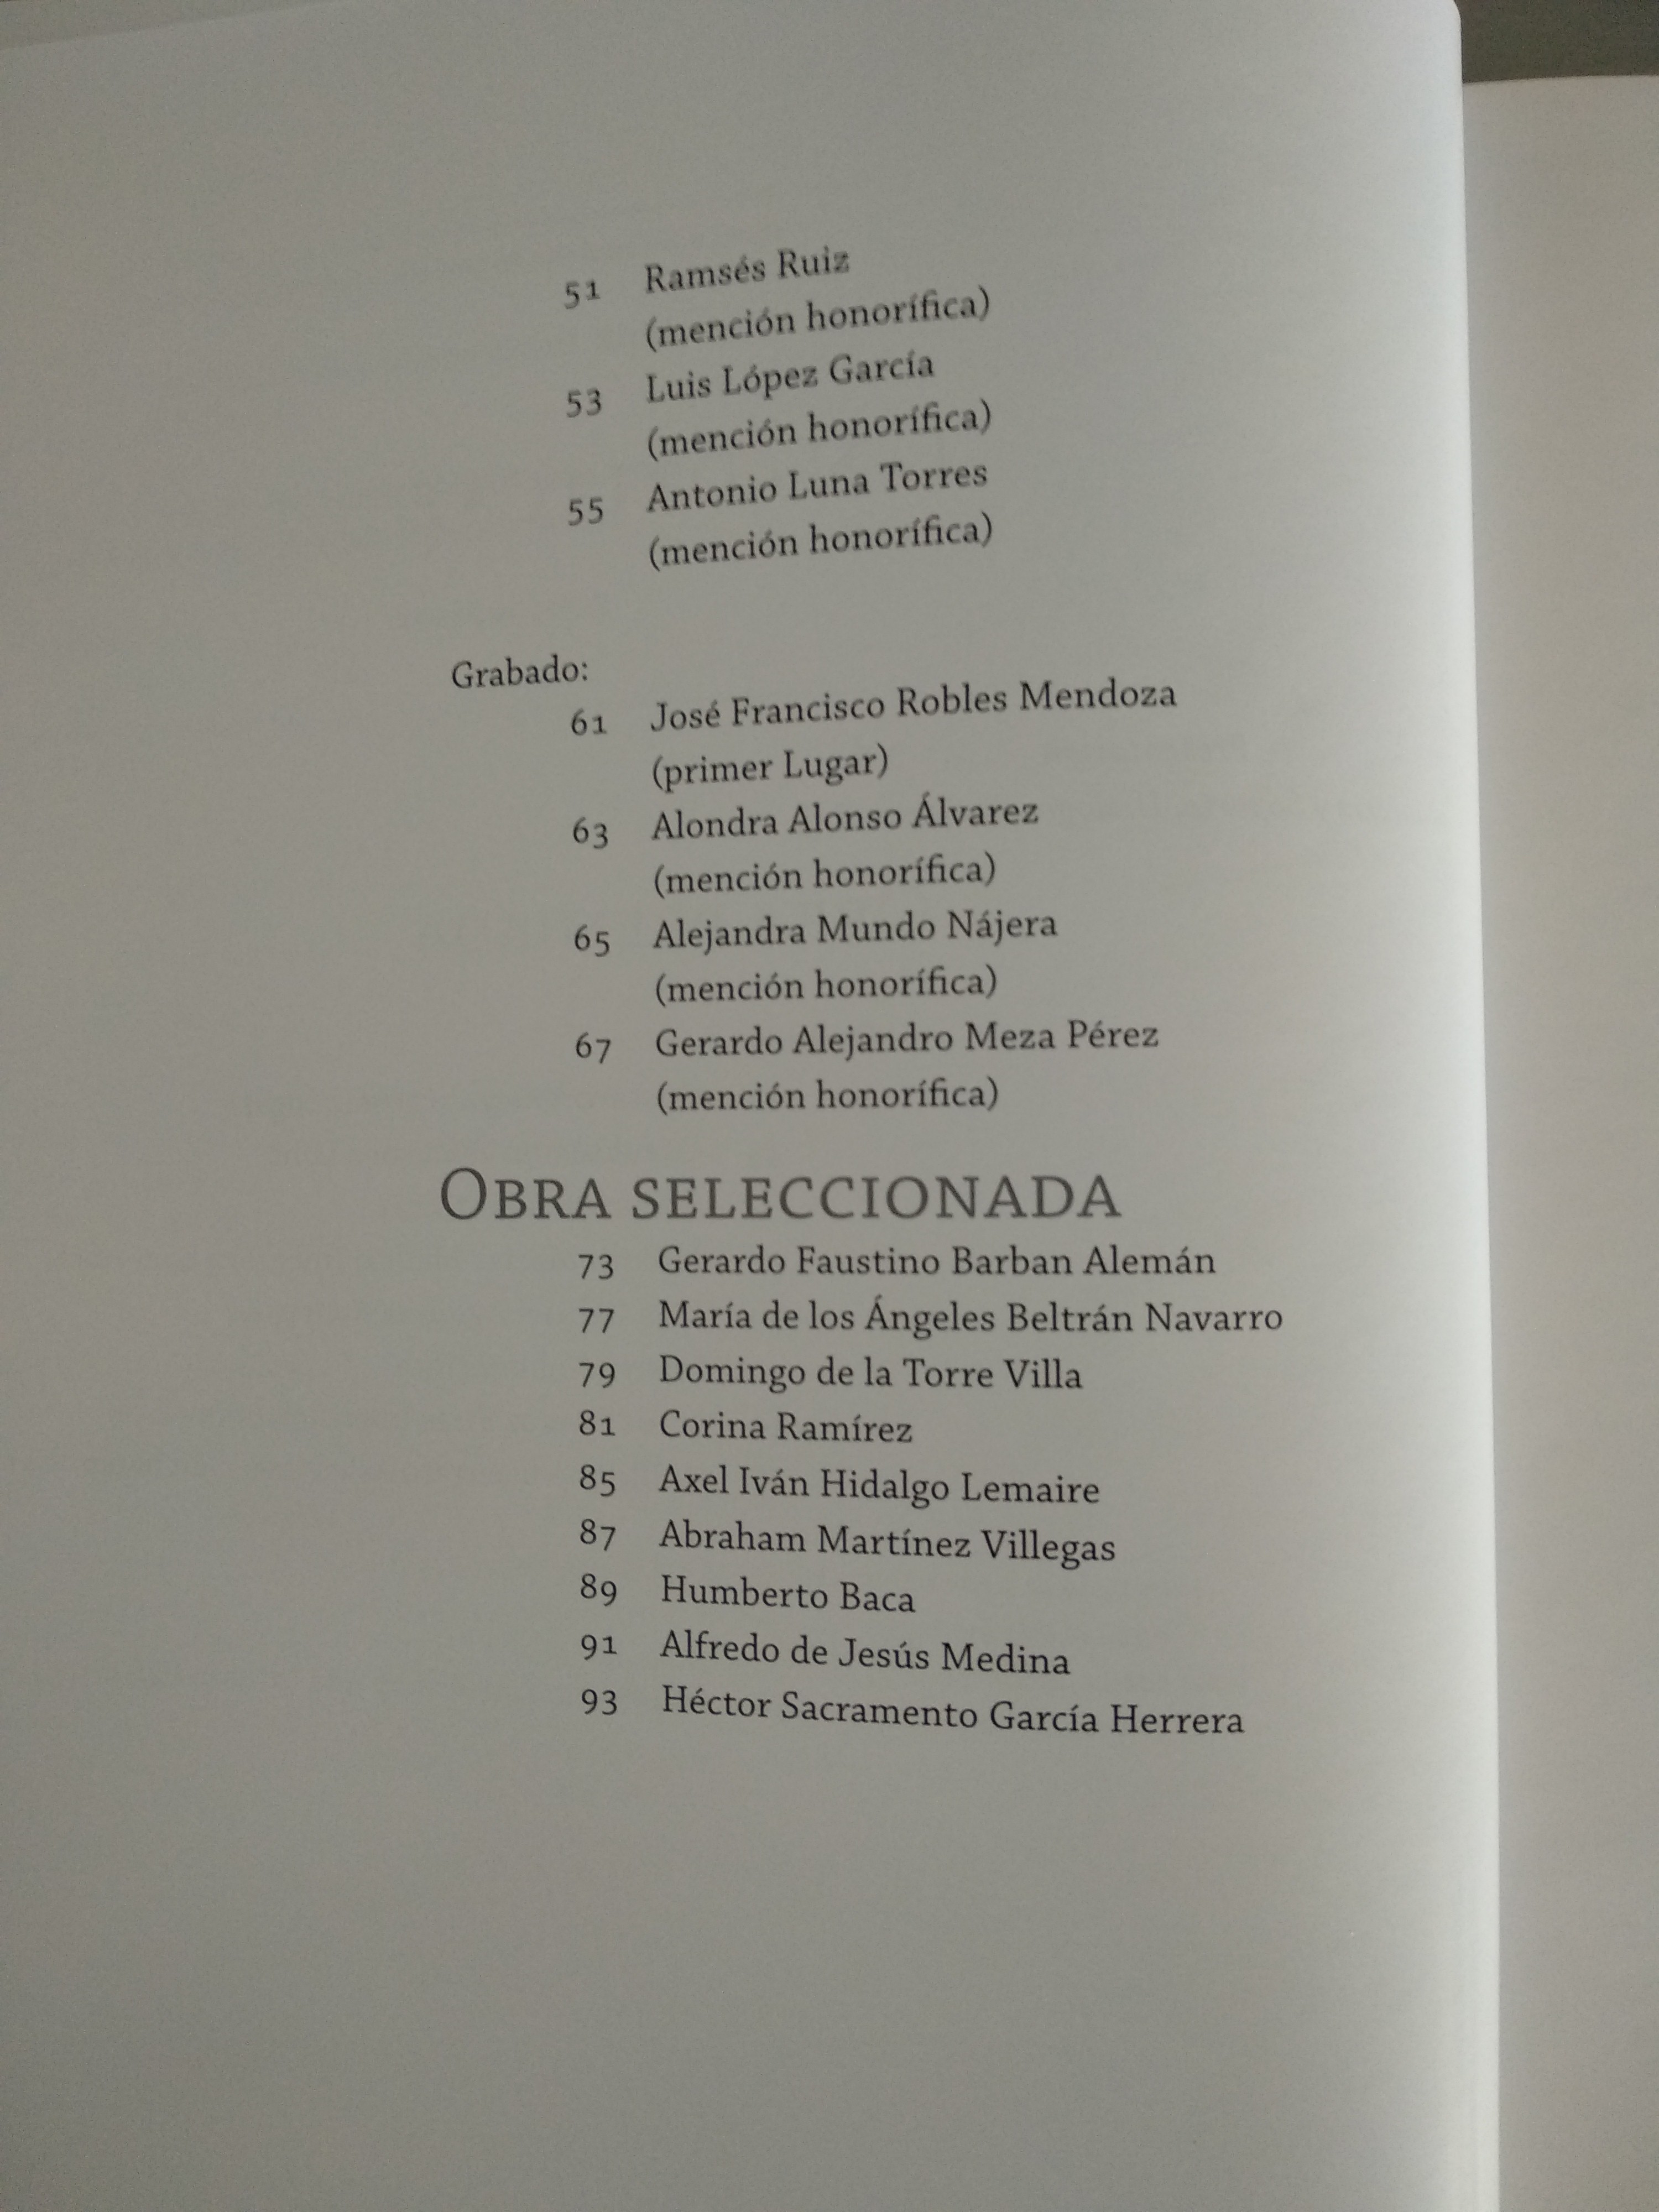 51 Ramsés Ruiz
(mención honorífica)
53 Luis López García
(mención honorífica)
55 Antonio Luna Torres
(mención honorífica)
Grabado:
61 José Francisco Robles Mendoza
(primer Lugar)
63 Alondra Alonso Álvarez
(mención honorífica)
65 Alejandra Mundo Nájera
(mención honorífica)
67 Gerardo Alejandro Meza Pérez
(mención honorífica)
OBRA SELECCIONADA
73 Gerardo Faustino Barban Alemán
77 María de los Ángeles Beltrán Navarro
79 Domingo de la Torre Villa
81 Corina Ramírez
85 Axel Iván Hidalgo Lemaire
87 Abraham Martínez Villegas
89 Humberto Baca
91 Alfredo de Jesús Medina
93 Héctor Sacramento García Herrera